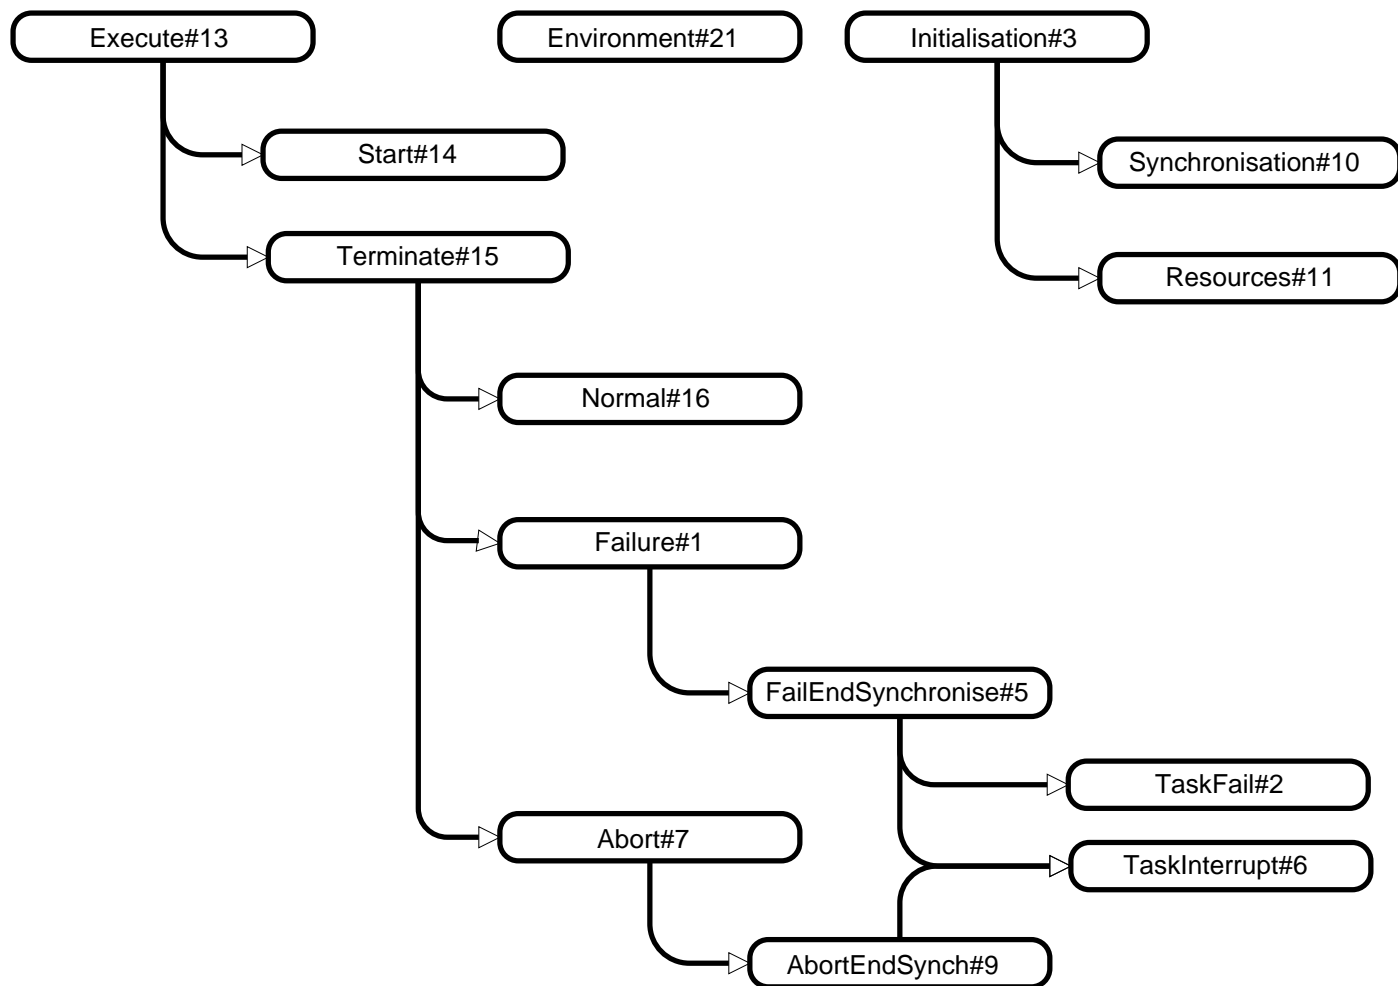 Execute#13
Environment#21
Initialisation#3
Start#14
Synchronisation#10
Terminate#15
Resources#11
Normal#16
Failure#1
FailEndSynchronise#5
TaskFail#2
Abort#7
TaskInterrupt#6
AbortEndSynch#9